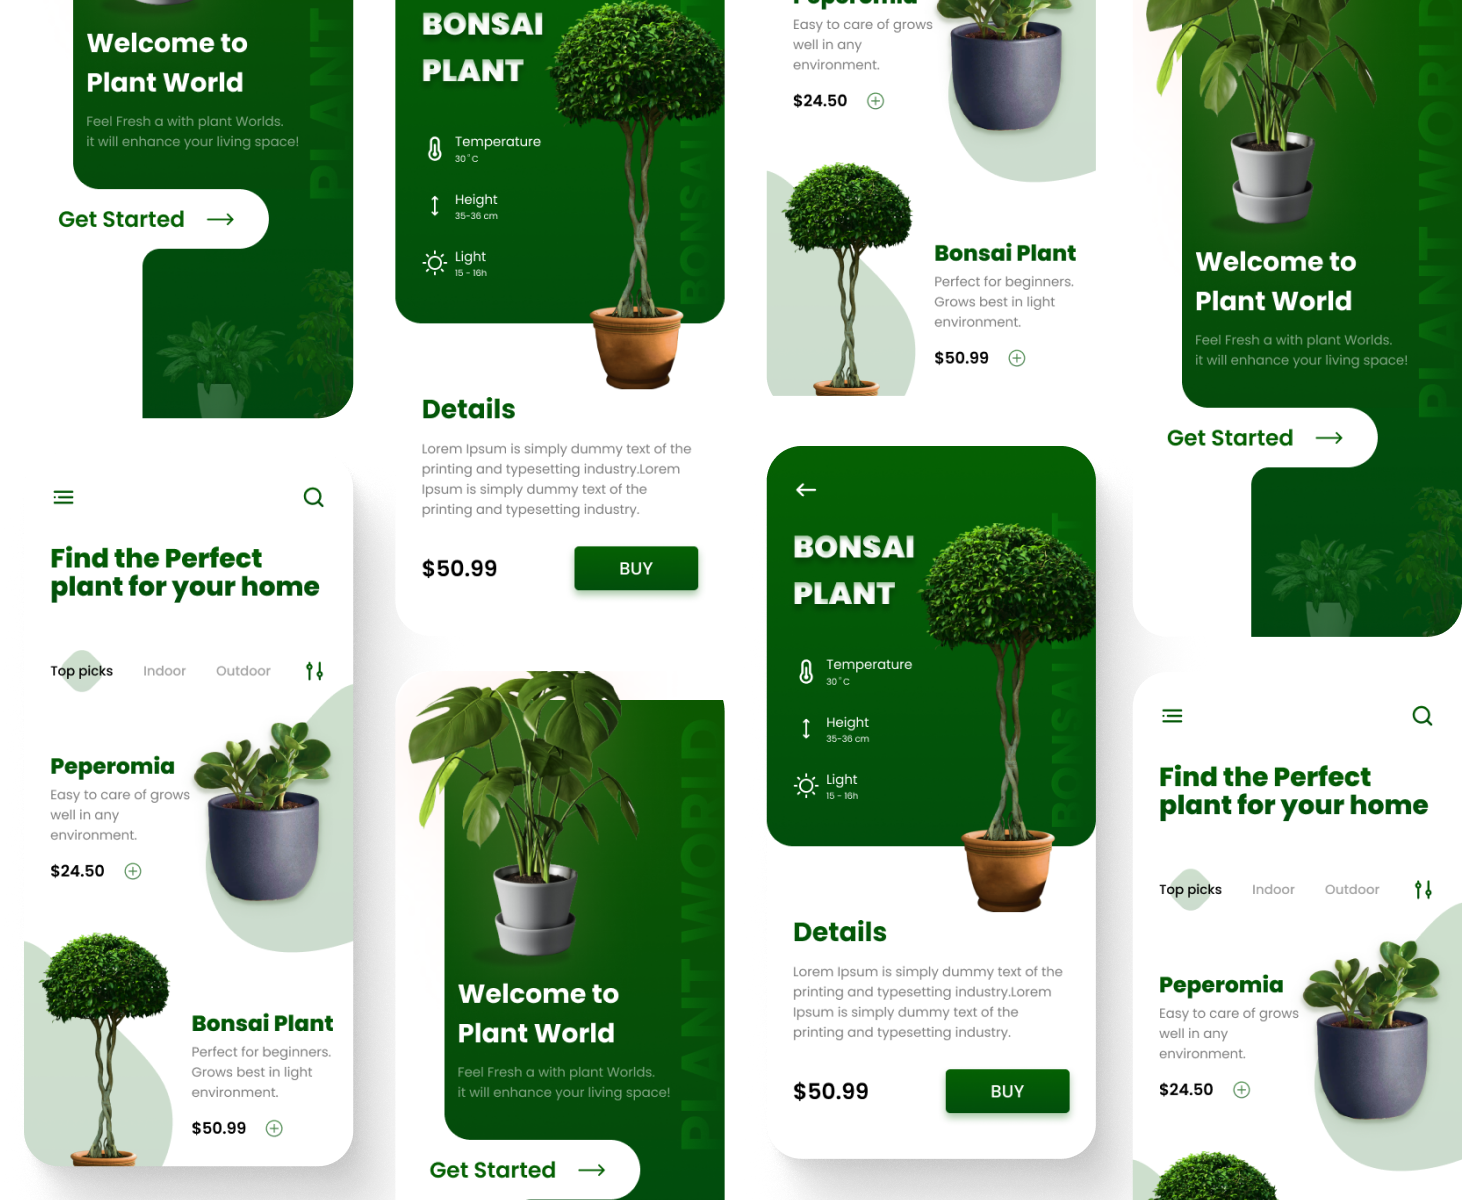 PLANT
Welcome to
Plant World
Feel Fresh a with plant Worlds.
it will enhance your living space!
Get Started
Find the Perfect
plant for your home
Top picks
Indoor
Outdoor
Peperomia
Easy to care of grows
well in any
environment.
$24.50
Bonsai Plant
Perfect for beginners.
Grows best in light
environment.
$50.99
BONSAI
PLANT
Temperature
30°C
Height
35-36 cm
Light
15 - 16h
BONSAI
Details
Lorem Ipsum is simply dummy text of the
printing and typesetting industry.Lorem
Ipsum is simply dummy text of the
printing and typesetting industry.
$50.99
BUY
PLANT WORLD
Welcome to
Plant World
Feel Fresh a with plant Worlds.
it will enhance your living space!
Get Started
Peperomia
Easy to care of grows
well in any
environment.
$24.50
Bonsai Plant
Perfect for beginners.
Grows best in light
environment.
$50.99
BONSAI
PLANT
Temperature
30°C
Height
35-36 cm
Light
15 - 16h
BONSAI
Details
Lorem Ipsum is simply dummy text of the
printing and typesetting industry.Lorem
Ipsum is simply dummy text of the
printing and typesetting industry.
$50.99
BUY
PLANT WORLD
Welcome to
Plant World
Feel Fresh a with plant Worlds.
it will enhance your living space!
Get Started
Find the Perfect
plant for your home
Top picks
Indoor
Outdoor
Peperomia
Easy to care of grows
well in any
environment.
$24.50